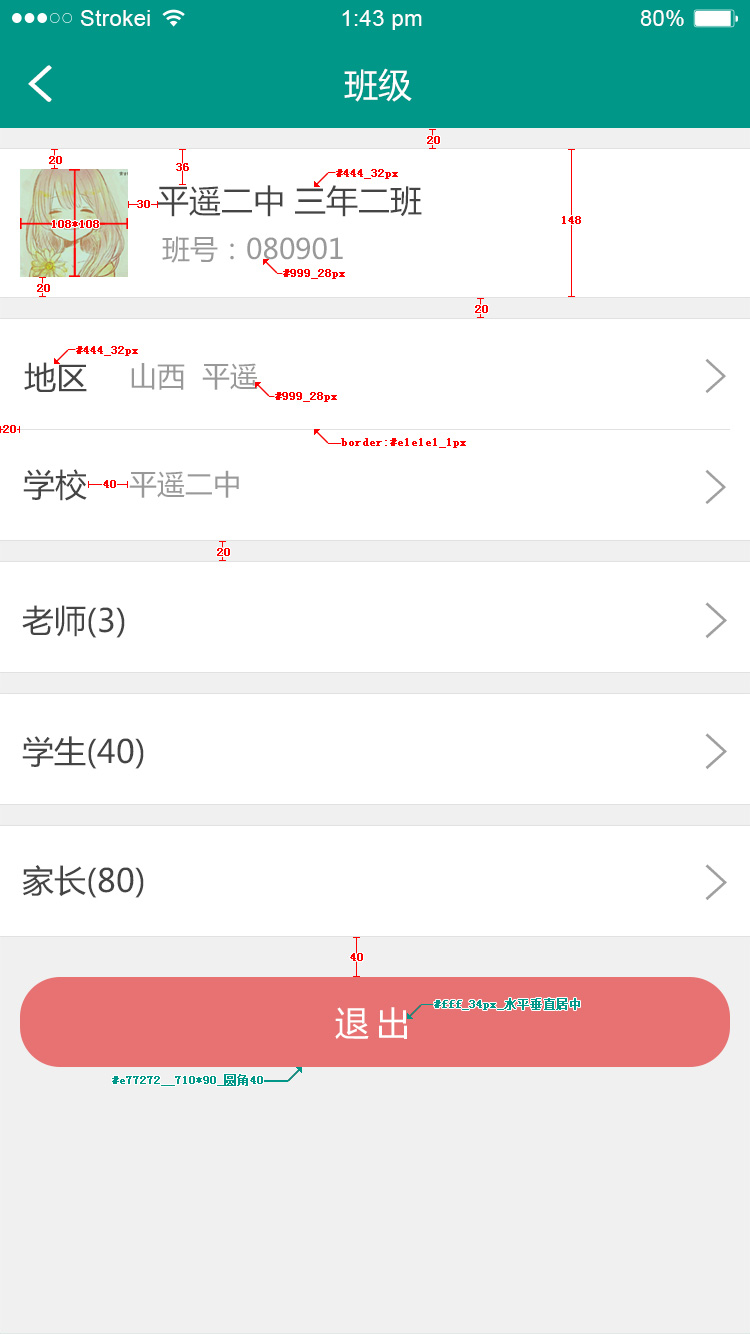 Strokei 1:43 pm 80%
班级
20
20
36
#444_32px
平遥二中 三年二班
30
108*108
148
班号：080901
#999_28px
20
20
#444_32px
地区 山西 平遥
#999_28px
20
border:#e1e1e1_1px
学校 40 平遥二中
20
老师(3)
学生(40)
家长(80)
40
#fff_34px_水平垂直居中
退出
#e77272__710*90_圆角40